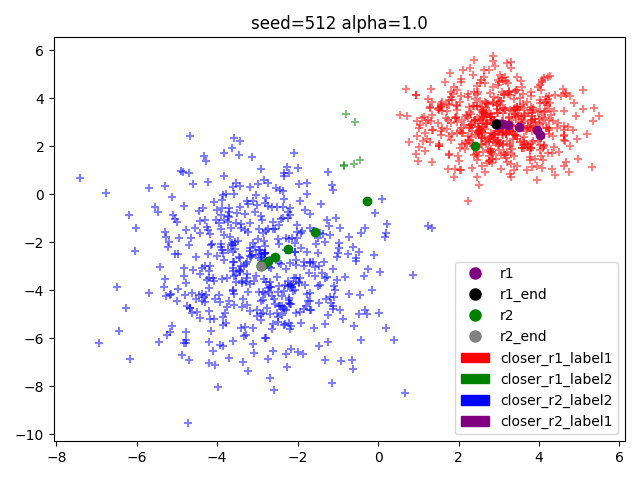 seed=512 alpha=1.0
6
4
2
0
−2
−4
−6
−8
−10
−8
−6
−4
−2
0
2
4
6
r1
r1_end
r2
r2_end
closer_r1_label1
closer_r1_label2
closer_r2_label2
closer_r2_label1